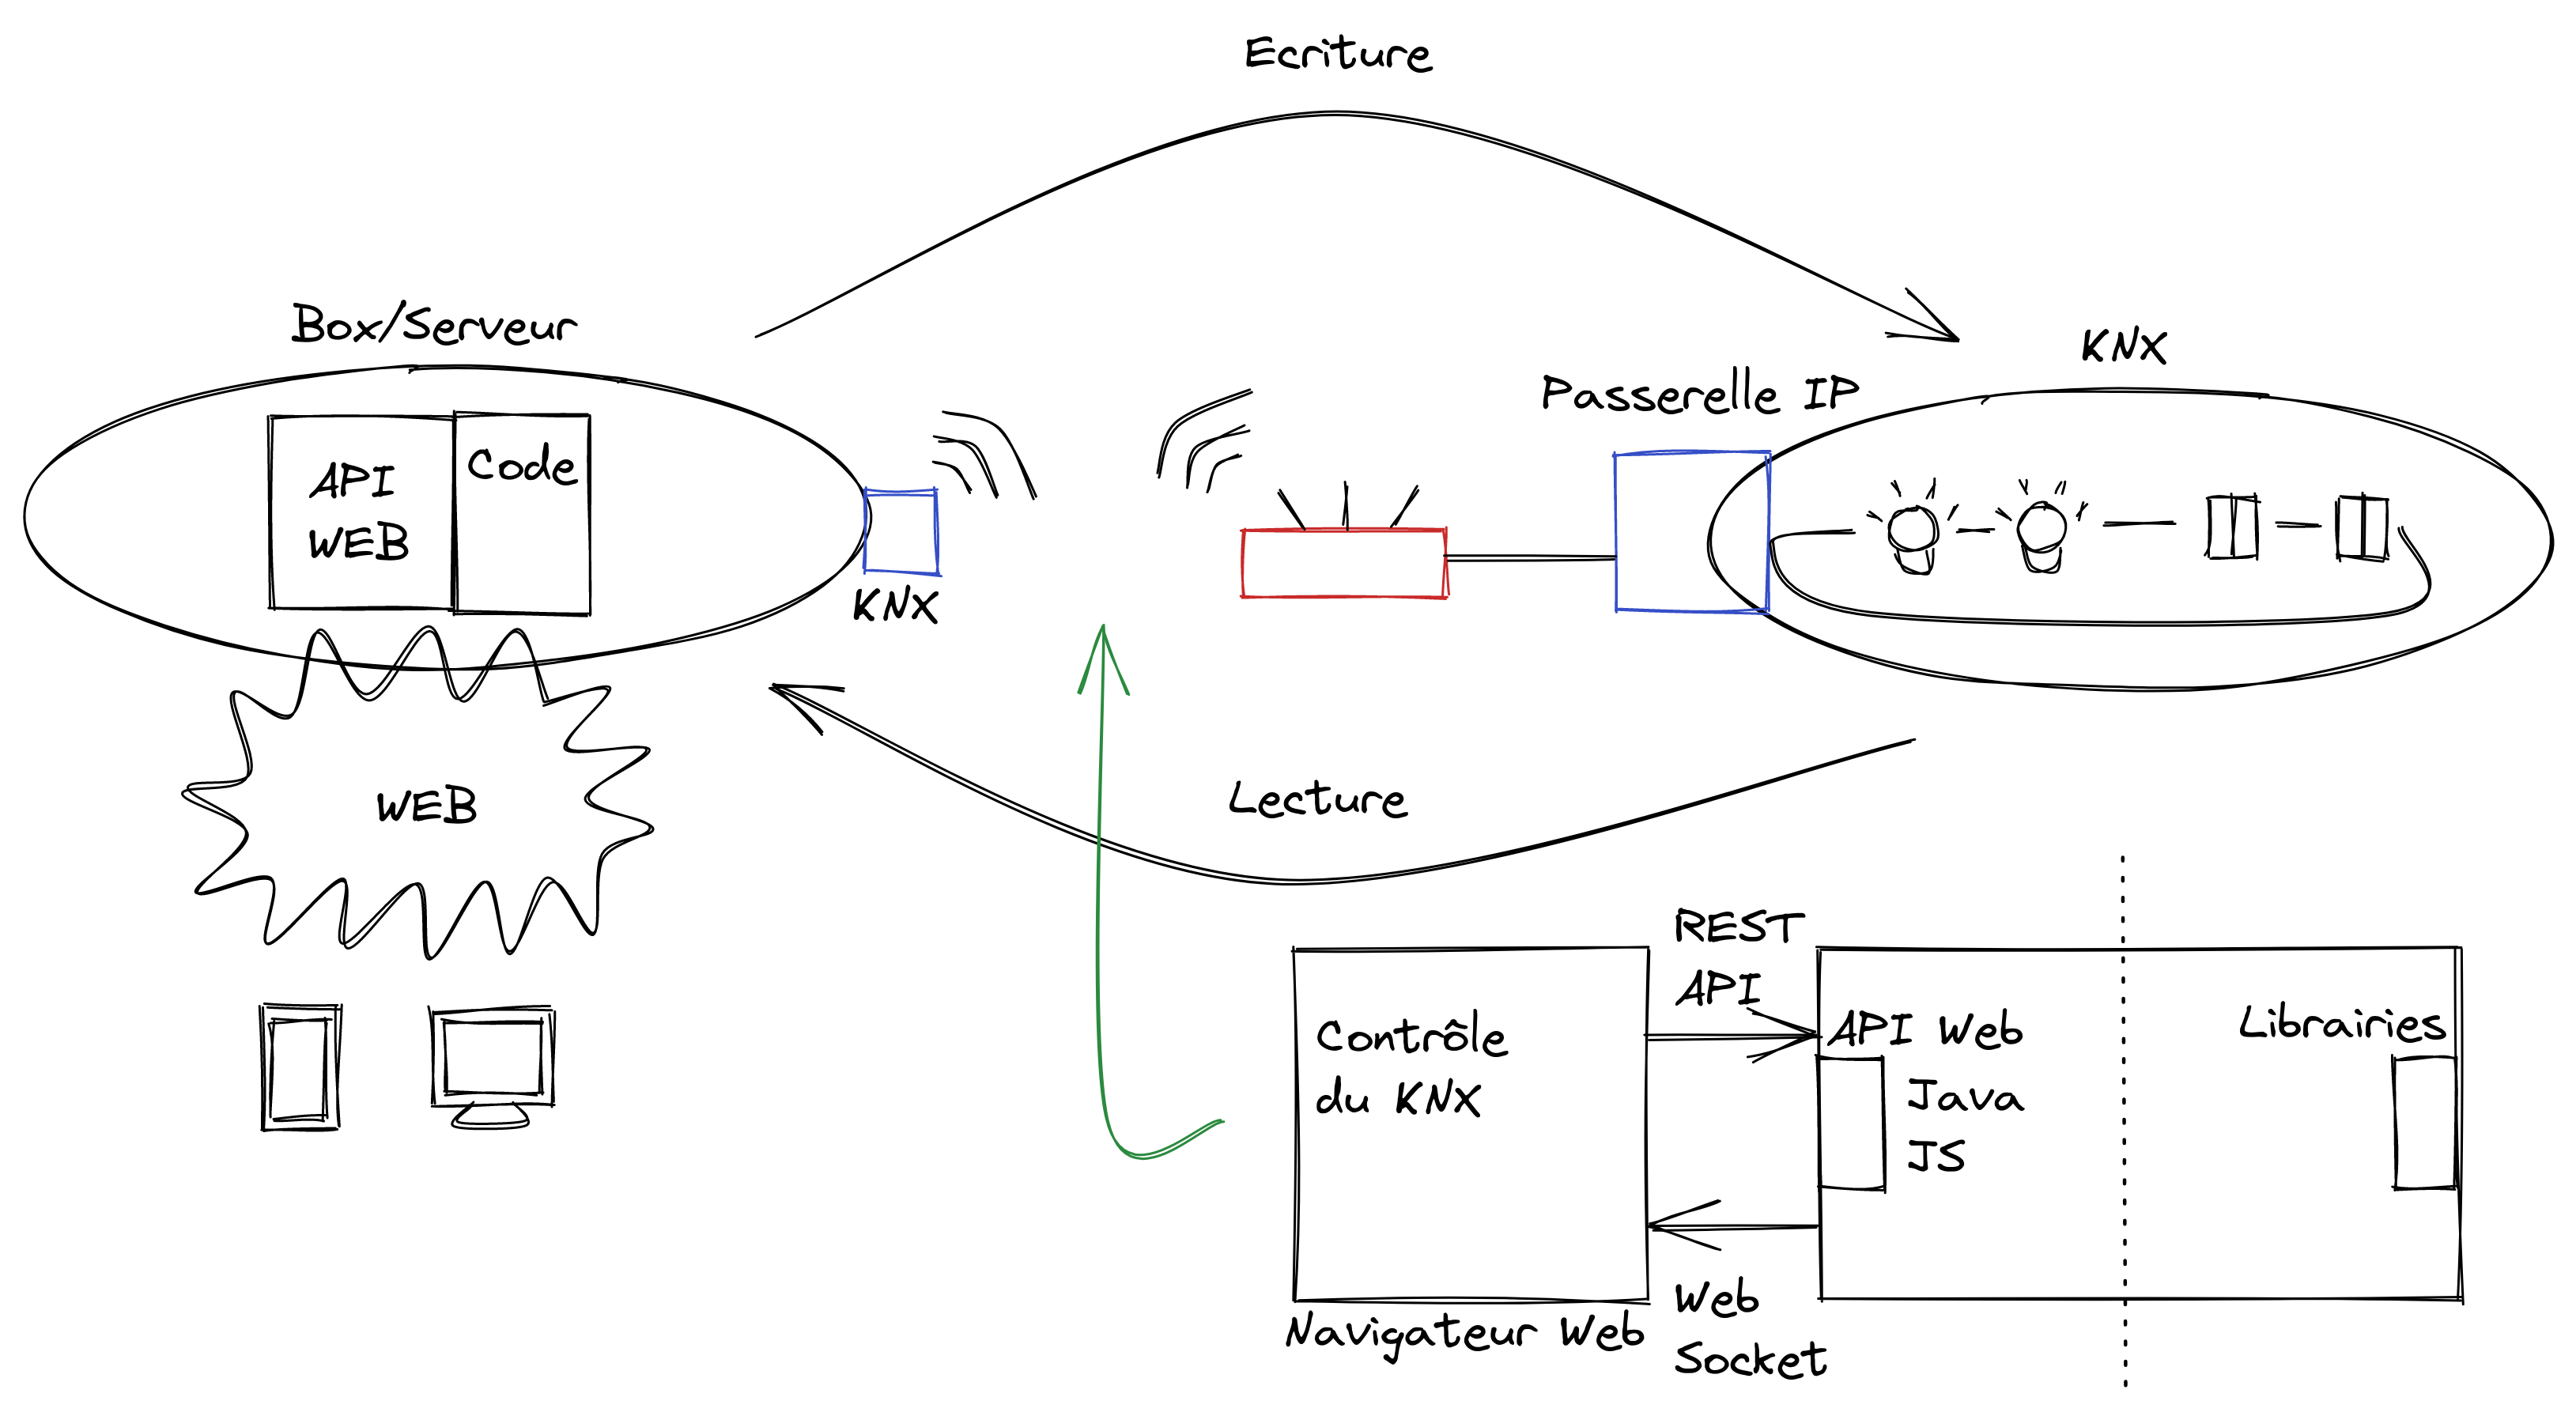 Ecriture
Box/Serveur
KNX
Passerelle IP
API
WEB
Code
KNX
WEB
Lecture
REST
API
Contrôle
du KNX
API Web
Java
JS
Librairies
Web
Socket
Navigateur Web